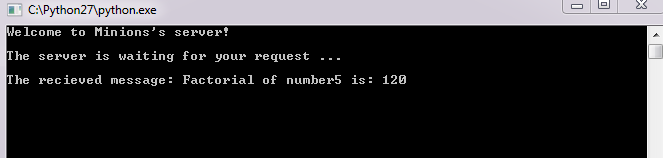 C:\Python27\python.exe
Welcome to Minions's server!
The server is waiting for your request ...
The recieved message: Factorial of number5 is: 120